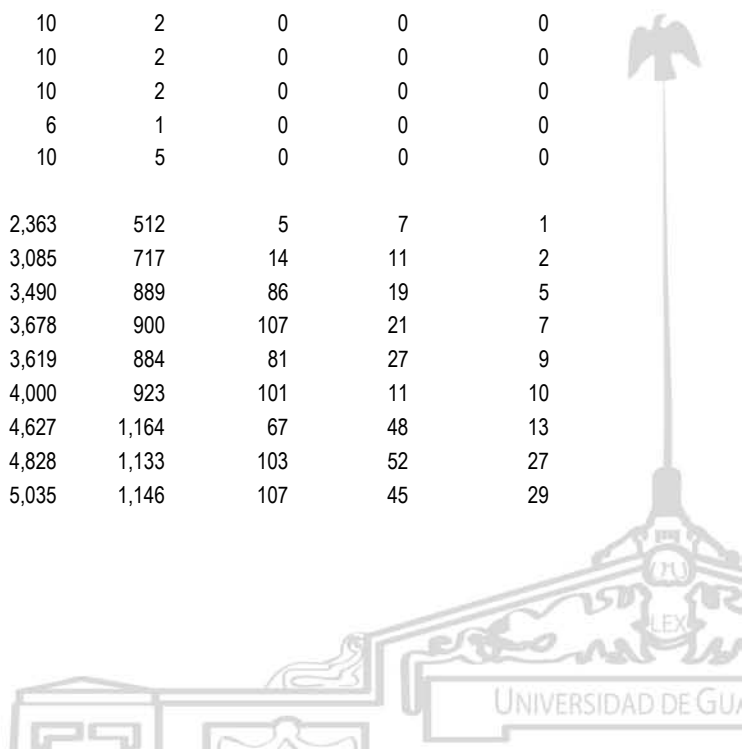 10 2 0 0 0
10 2 0 0 0
10 2 0 0 0
6 1 0 0 0
10 5 0 0 0
2,363 512 5 7 1
3,085 717 14 11 2
3,490 889 86 19 5
3,678 900 107 21 7
3,619 884 81 27 9
4,000 923 101 11 10
4,627 1,164 67 48 13
4,828 1,133 103 52 27
5,035 1,146 107 45 29
LEX
UNIVERSIDAD DE GUA